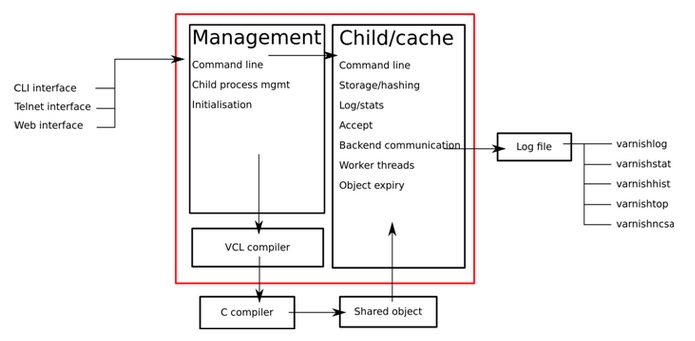 Management
Command line
Child process mgmt
Initialisation
Child/cache
Command line
Storage/hashing
Log/stats
Accept
Backend communication
Worker threads
Object expiry
CLI interface
Telnet interface
Web interface
Log file
varnishlog
varnishstat
varnishhist
varnishtop
varnishncsa
VCL compiler
C compiler
Shared object